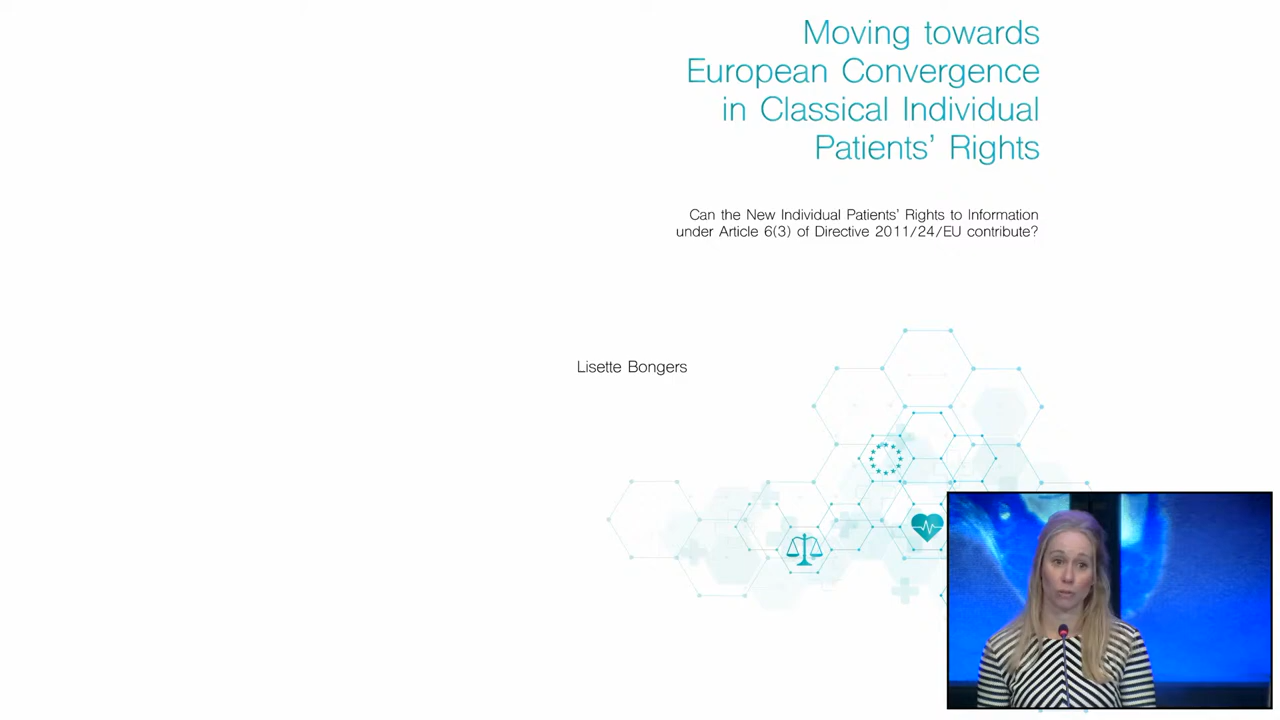 Moving towards
European Convergence
in Classical Individual
Patients’ Rights
Can the New Individual Patients’ Rights to Information
under Article 6(3) of Directive 2011/24/EU contribute?
Lisette Bongers